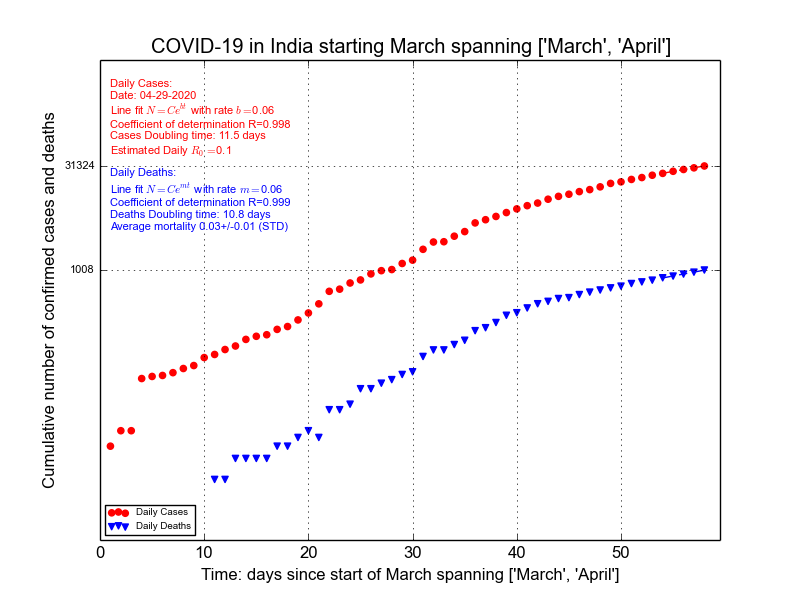 COVID-19 in India starting March spanning ['March', 'April']
Daily Cases:
Date: 04-29-2020
Line fit N = Ce^{bt} with rate b = 0.06
Coefficient of determination R=0.998
Cases Doubling time: 11.5 days
Estimated Daily R_0 = 0.1
Daily Deaths:
Line fit N = Ce^{mt} with rate m = 0.06
Coefficient of determination R=0.999
Deaths Doubling time: 10.8 days
Average mortality 0.03+/-0.01 (STD)
31324
1008
Cumulative number of confirmed cases and deaths
Daily Cases
Daily Deaths
0 10 20 30 40 50
Time: days since start of March spanning ['March', 'April']